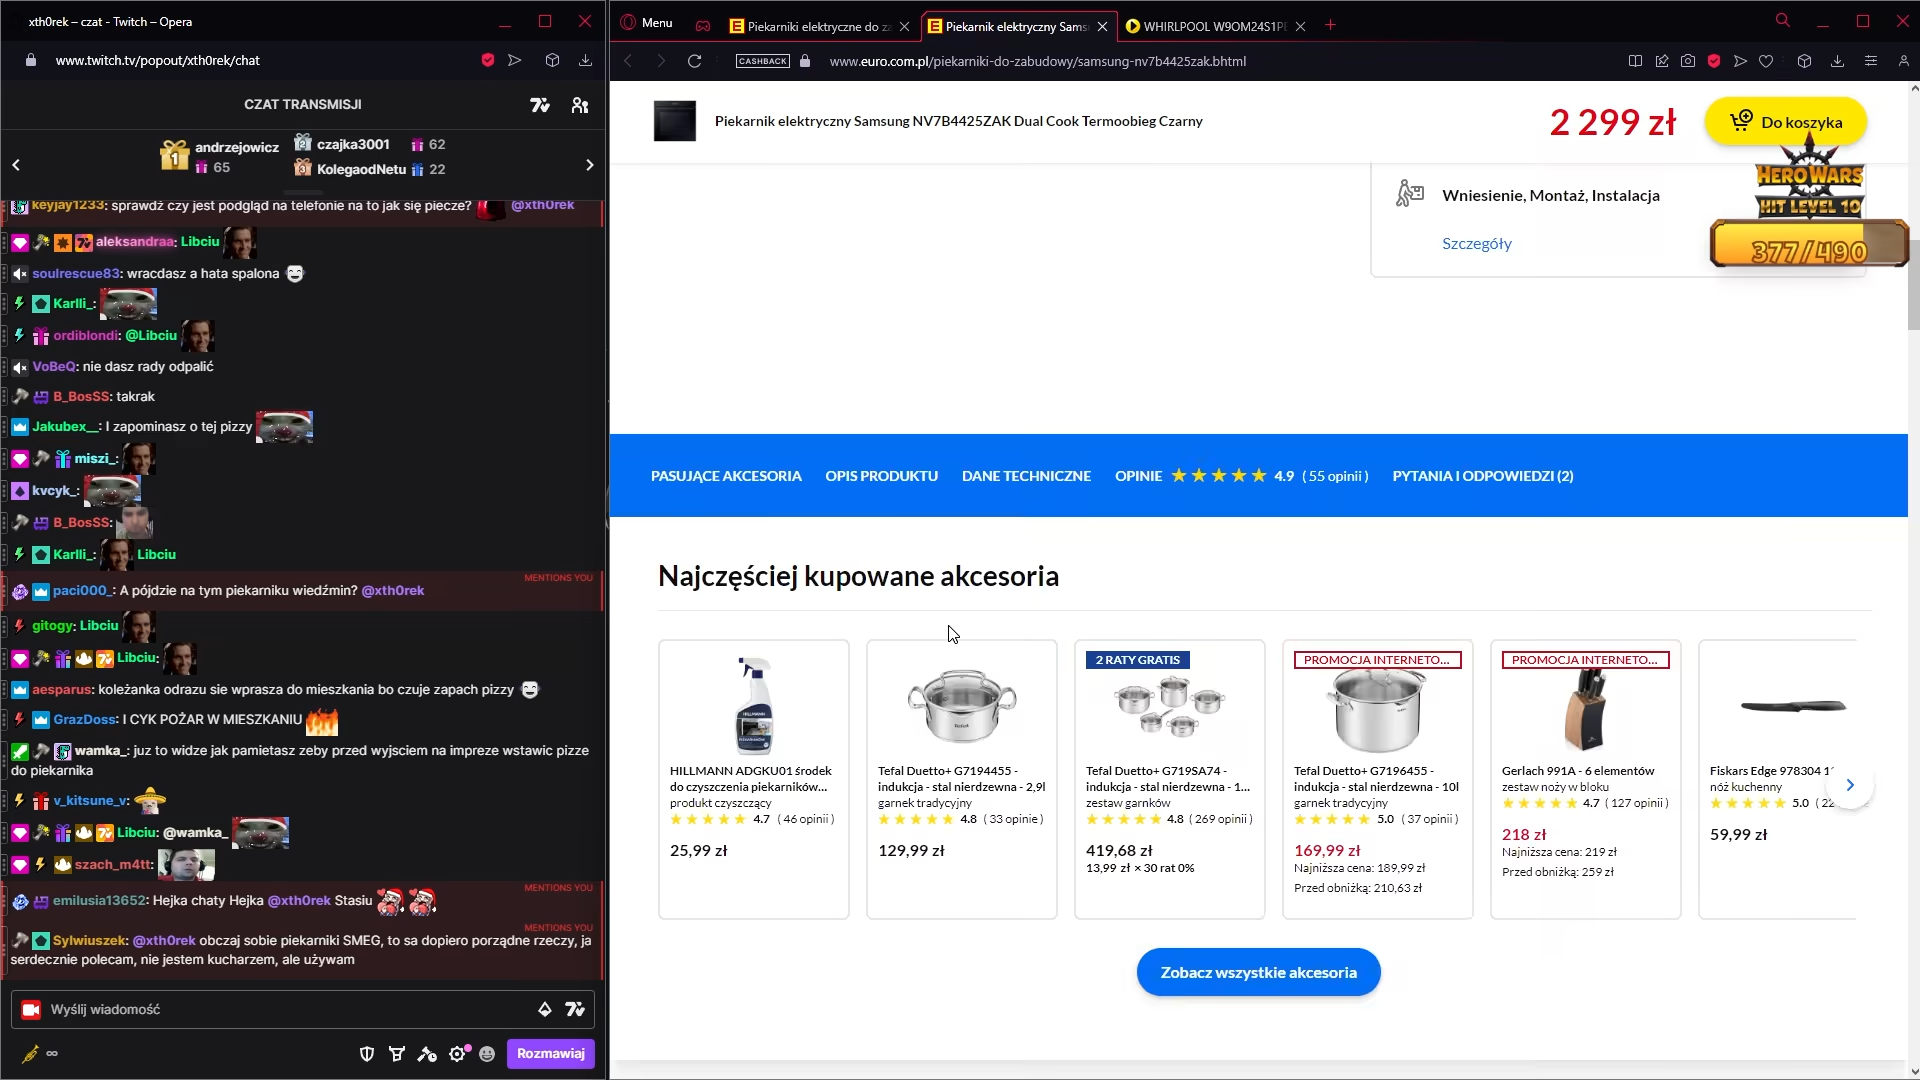 xth0rek – czat - Twitch – Opera
www.twitch.tv/popout/xth0rek/chat
CZAT TRANSMISJI
1
andrzejowicz
65
2
czajka3001
62
3
KolegaodNetu
22
keyjay1233: sprawdź czy jest podgląd na telefonie na to jak się piecze? @xth0rek
aleksandraa: Libciu
soulrescue83: wracdasz a hata spalona
Karlli_:
ordiblondi: @Libciu
VoBeQ: nie dasz rady odpalić
B_BosSS: takrak
Jakubex__: I zapominasz o tej pizzy
miszi_:
kvcyk_:
B_BosSS:
Karlli_: Libciu
MENTIONS YOU
paci000_: A pójdzie na tym piekarniku wiedźmin? @xth0rek
gitogy: Libciu
Libciu:
aesparus: koleżanka odrazu sie wprasza do mieszkania bo czuje zapach pizzy
GrazDoss: I CYK POŻAR W MIESZKANIU
wamka_: juz to widze jak pamietasz zeby przed wyjsciem na impreze wstawic pizze
do piekarnika
v_kitsune_v:
Libciu: @wamka_
szach_m4tt:
MENTIONS YOU
emilusia13652: Hejka chaty Hejka @xth0rek Stasiu
MENTIONS YOU
Sylwiuszek: @xth0rek obczaj sobie piekarniki SMEG, to sa dopiero porządne rzeczy, ja
serdecznie polecam, nie jestem kucharzem, ale używam
Wyślij wiadomość
∞
Rozmawiaj
Menu
Piekarniki elektryczne do za
Piekarnik elektryczny Sams
WHIRLPOOL W9OM24S1P
CASHBACK
www.euro.com.pl/piekarniki-do-zabudowy/samsung-nv7b4425zak.bhtml
Piekarnik elektryczny Samsung NV7B4425ZAK Dual Cook Termoobieg Czarny
2 299 zł
Do koszyka
Wniesienie, Montaż, Instalacja
Szczegóły
HERO WARS
HIT LEVEL 10
377/490
PASUJĄCE AKCESORIA
OPIS PRODUKTU
DANE TECHNICZNE
OPINIE
4.9
( 55 opinii )
PYTANIA I ODPOWIEDZI (2)
Najczęściej kupowane akcesoria
HILLMANN
HILLMANN ADGKU01 środek
do czyszczenia piekarników...
produkt czyszczący
4.7 ( 46 opinii )
25,99 zł
Tefal Duetto+ G7194455 -
indukcja - stal nierdzewna - 2,9l
garnek tradycyjny
4.8 ( 33 opinie )
129,99 zł
2 RATY GRATIS
Tefal Duetto+ G719SA74 -
indukcja - stal nierdzewna - 1...
zestaw garnków
4.8 ( 269 opinii )
419,68 zł
13,99 zł × 30 rat 0%
PROMOCJA INTERNETO...
Tefal Duetto+ G7196455 -
indukcja - stal nierdzewna - 10l
garnek tradycyjny
5.0 ( 37 opinii )
169,99 zł
Najniższa cena: 189,99 zł
Przed obniżką: 210,63 zł
PROMOCJA INTERNETO...
Gerlach 991A - 6 elementów
zestaw noży w bloku
4.7 ( 127 opinii )
218 zł
Najniższa cena: 219 zł
Przed obniżką: 259 zł
Fiskars Edge 978304
nóż kuchenny
5.0
59,99 zł
Zobacz wszystkie akcesoria